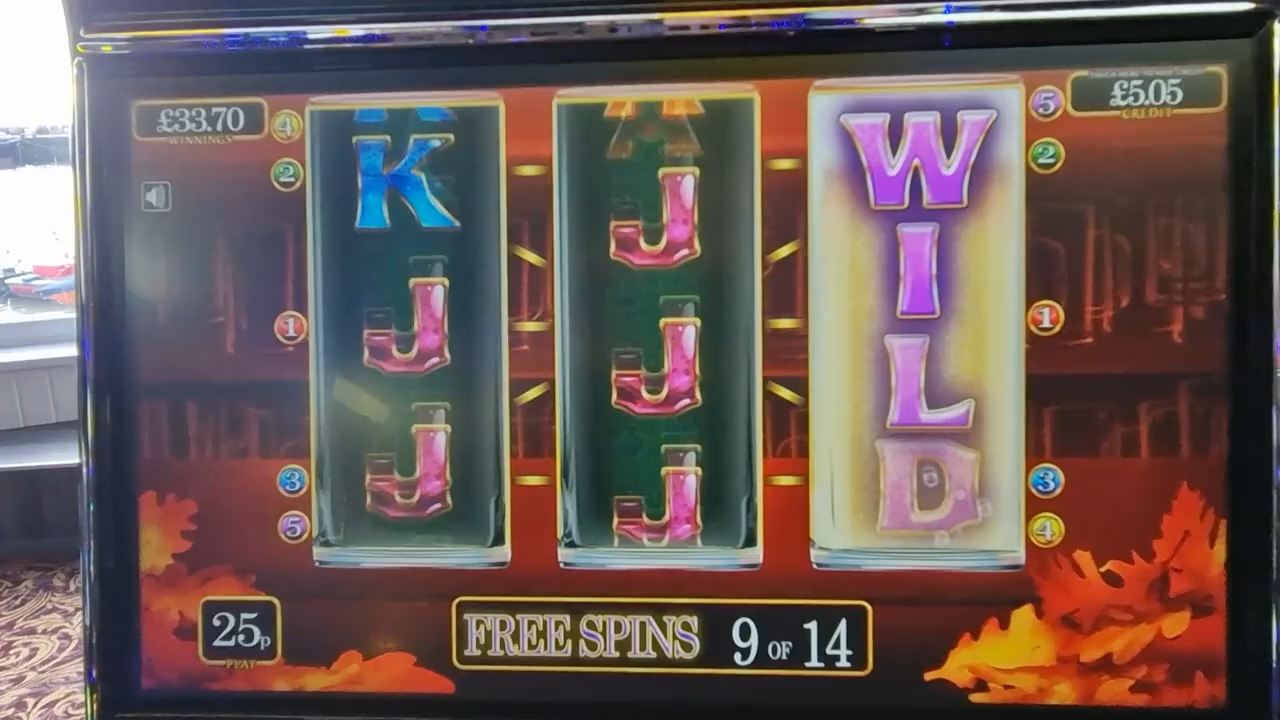 £33.70
WINNINGS
£5.05
CREDIT
4
2
1
3
5
K
J
J
J
J
J
WILD
5
2
1
3
4
25p
PLAY
FREE SPINS 9 OF 14